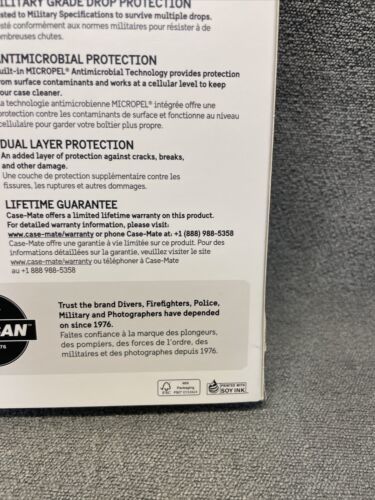 MILITARY GRADE DROP PROTECTION
to Military Specifications to survive multiple drops.
conformément aux normes militaires pour résister à de
nombreuses chutes.
ANTIMICROBIAL PROTECTION
Built-in MICROPEL® Antimicrobial Technology provides protection
from surface contaminants and works at a cellular level to keep
your case cleaner.
La technologie antimicrobienne MICROPEL® intégrée offre une
protection contre les contaminants de surface et fonctionne au niveau
cellulaire pour garder votre boîtier plus propre.
DUAL LAYER PROTECTION
An added layer of protection against cracks, breaks,
and other damage.
Une couche de protection supplémentaire contre les
fissures, les ruptures et autres dommages.
LIFETIME GUARANTEE
Case-Mate offers a limited lifetime warranty on this product.
For detailed warranty information, please visit:
www.case-mate/warranty or phone Case-Mate at: +1 (888) 988-5358
Case-Mate offre une garantie à vie limitée sur ce produit. Pour des
informations détaillées sur la garantie, veuillez visiter le site
www.case-mate/warranty ou téléphoner à Case-Mate
au +1 888 988-5358
Trust the brand Divers, Firefighters, Police,
Military and Photographers have depended
on since 1976.
Faites confiance à la marque des plongeurs,
des pompiers, des forces de l'ordre, des
militaires et des photographes depuis 1976.
FSC
MIX
Packaging
PRINTED WITH
SOY INK